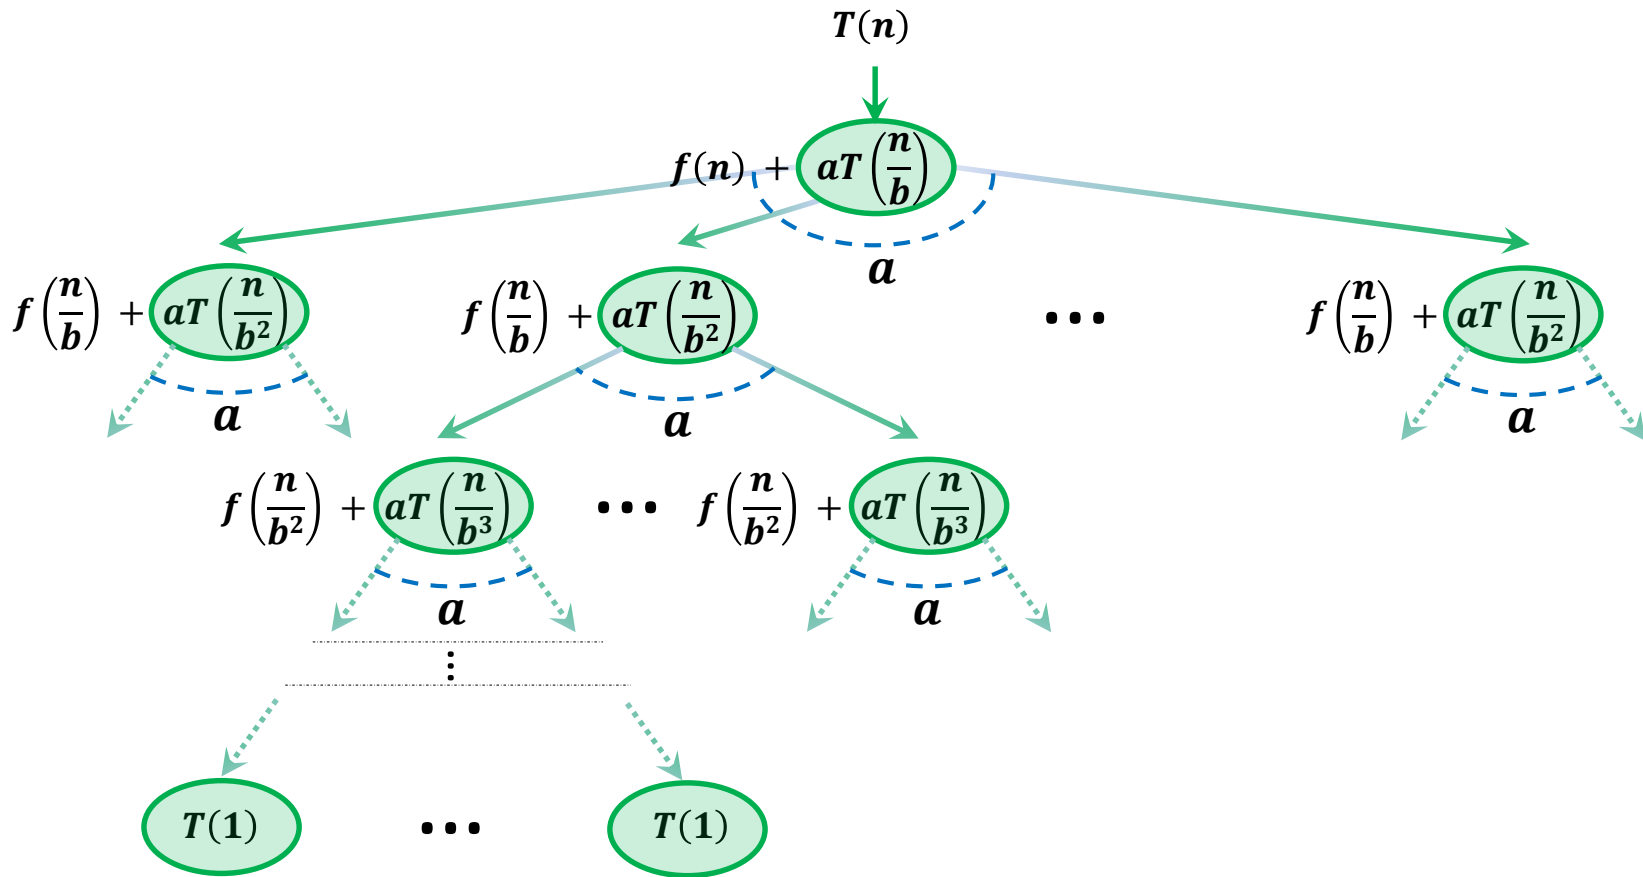 T(n)
f(n) + aT(n/b)
a
f(n/b) + aT(n/b²) f(n/b) + aT(n/b²) ••• f(n/b) + aT(n/b²)
a a a
f(n/b²) + aT(n/b³) ••• f(n/b²) + aT(n/b³)
a a
⋮
T(1) ••• T(1)